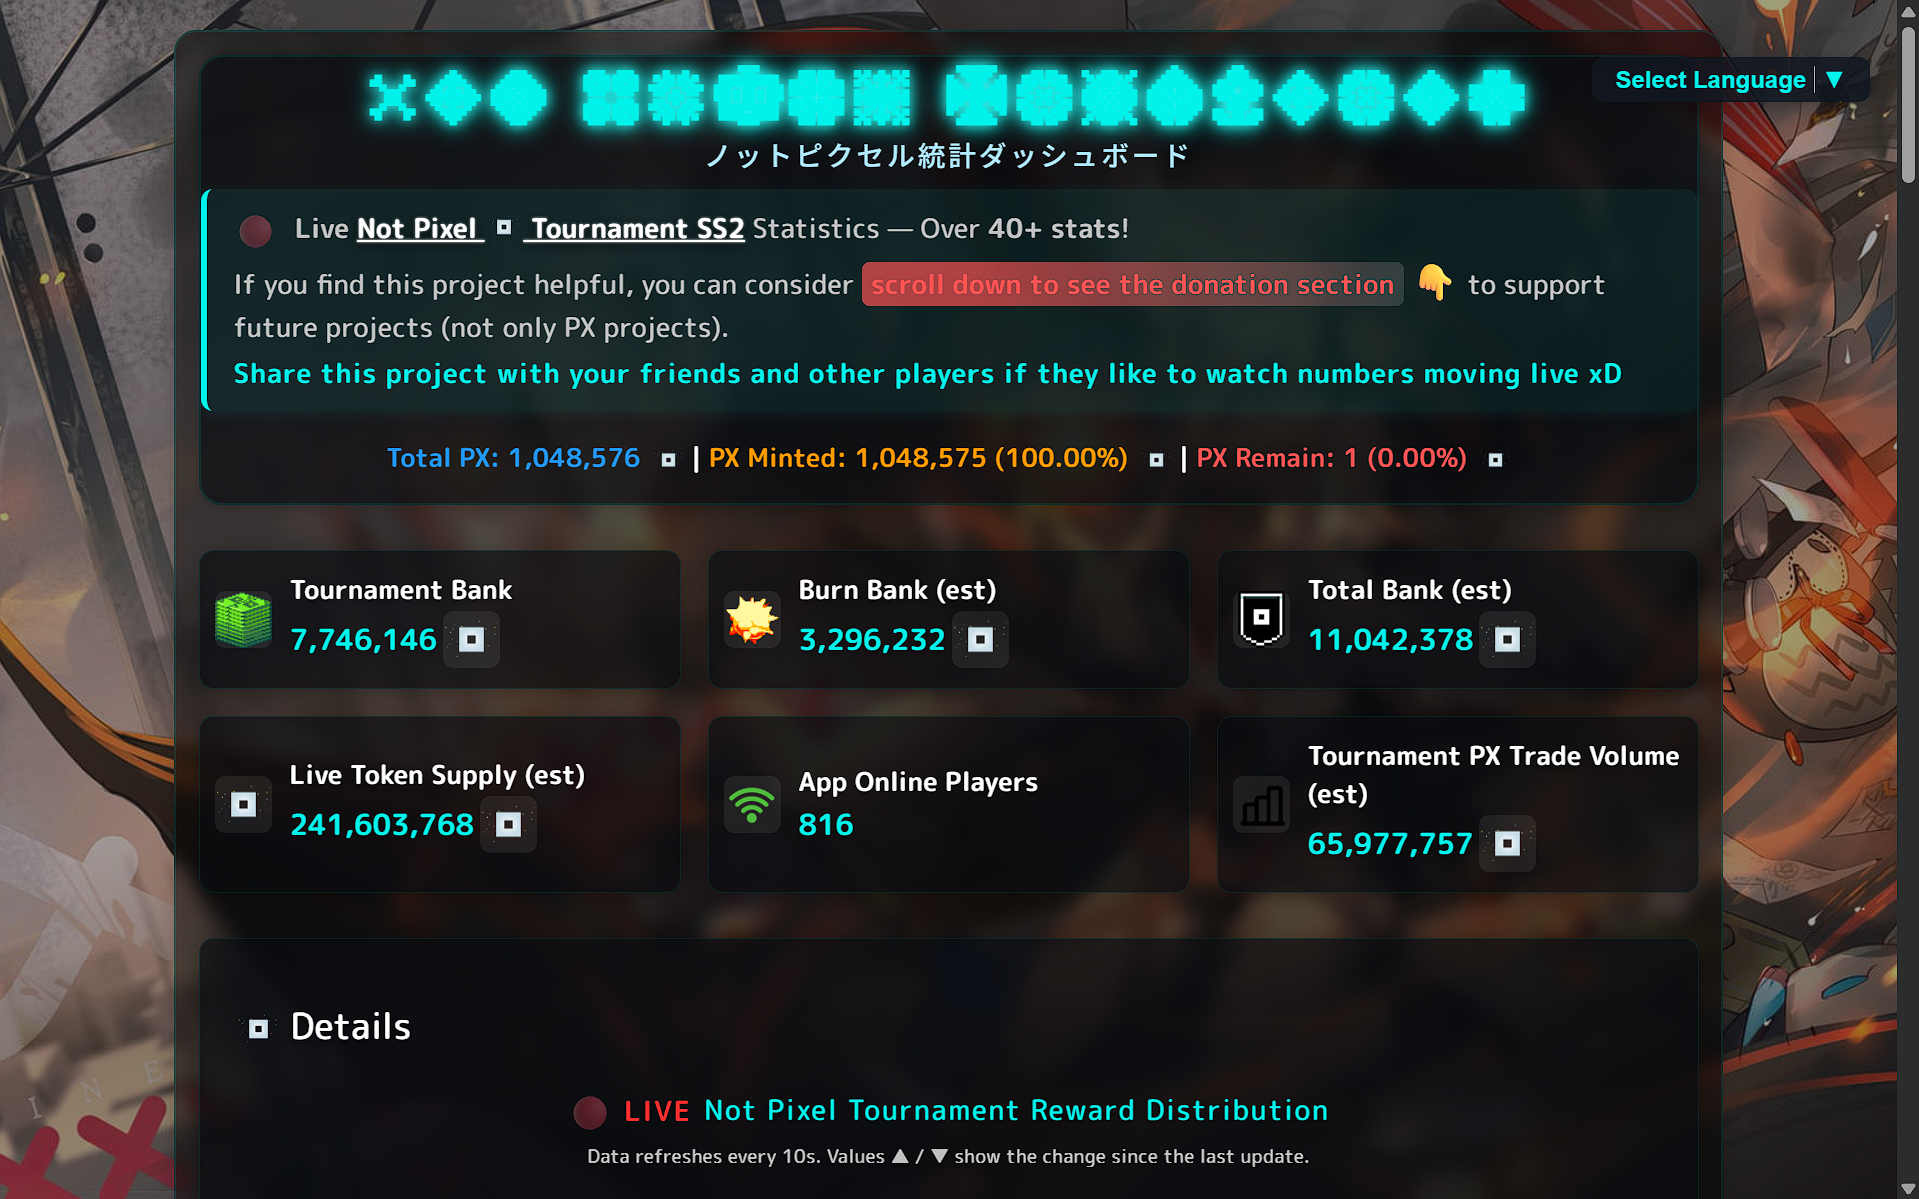 Select Language ▼
ノットピクセル統計ダッシュボード
Live Not Pixel Tournament SS2 Statistics — Over 40+ stats!
If you find this project helpful, you can consider scroll down to see the donation section 👇 to support
future projects (not only PX projects).
Share this project with your friends and other players if they like to watch numbers moving live xD
Total PX: 1,048,576 | PX Minted: 1,048,575 (100.00%) | PX Remain: 1 (0.00%)
Tournament Bank
7,746,146
Burn Bank (est)
3,296,232
Total Bank (est)
11,042,378
Live Token Supply (est)
241,603,768
App Online Players
816
Tournament PX Trade Volume
(est)
65,977,757
Details
LIVE Not Pixel Tournament Reward Distribution
Data refreshes every 10s. Values ▲ / ▼ show the change since the last update.
I N E